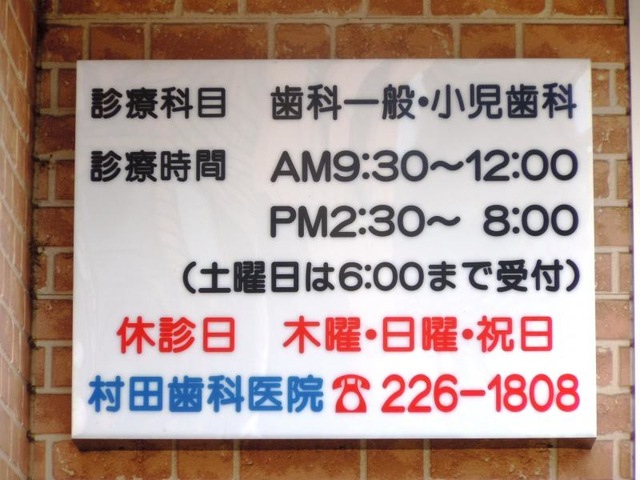 診療科目 歯科一般・小児歯科
診療時間 AM9:30〜12:00
PM2:30〜 8:00
(土曜日は6:00まで受付)
休診日 木曜・日曜・祝日
村田歯科医院 ☎ 226-1808